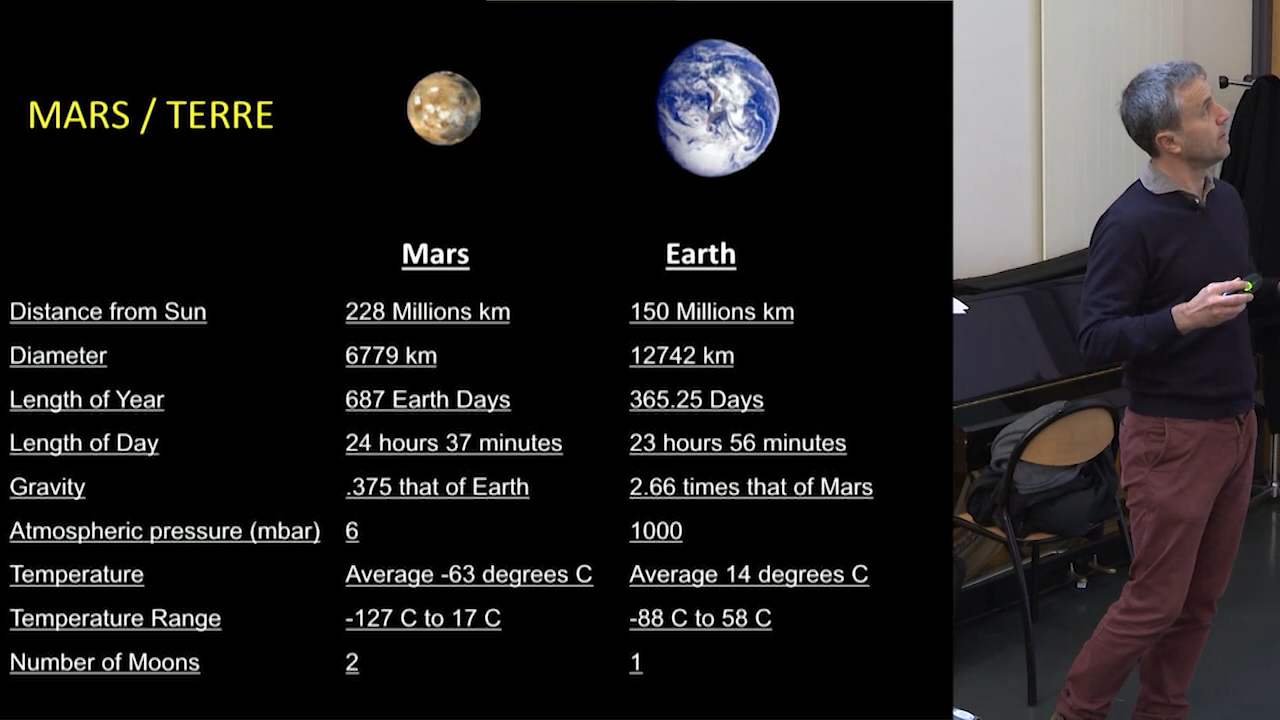 MARS / TERRE
Mars Earth
Distance from Sun 228 Millions km 150 Millions km
Diameter 6779 km 12742 km
Length of Year 687 Earth Days 365.25 Days
Length of Day 24 hours 37 minutes 23 hours 56 minutes
Gravity .375 that of Earth 2.66 times that of Mars
Atmospheric pressure (mbar) 6 1000
Temperature Average -63 degrees C Average 14 degrees C
Temperature Range -127 C to 17 C -88 C to 58 C
Number of Moons 2 1